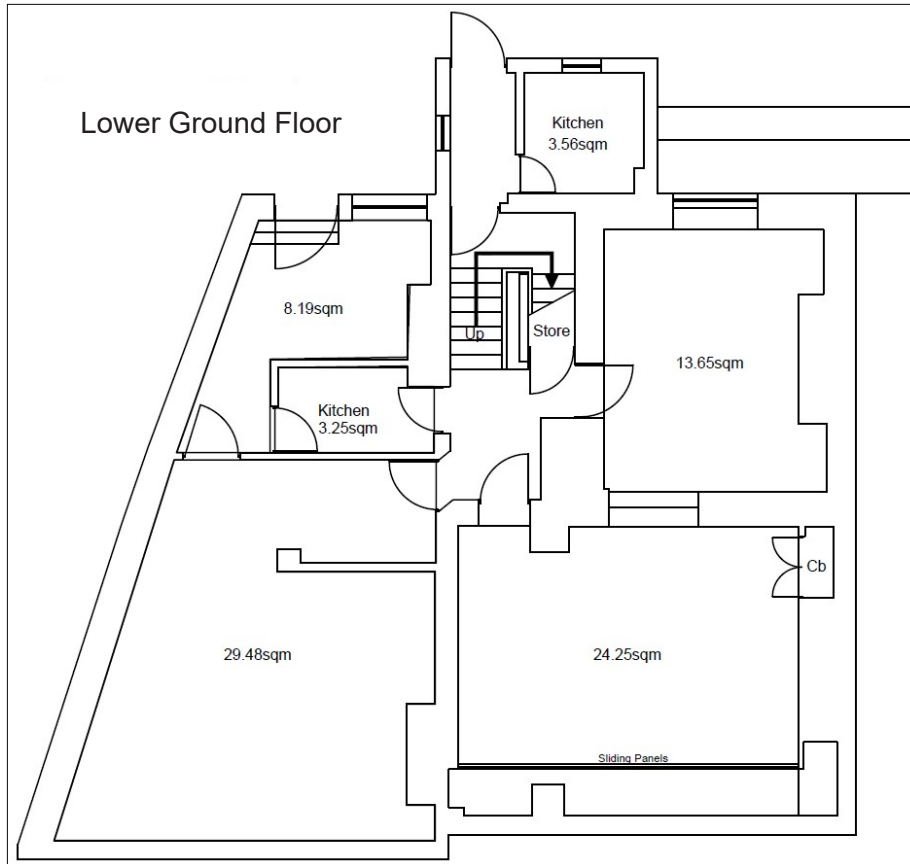 Lower Ground Floor
Kitchen
3.56sqm
8.19sqm
Up
Store
13.65sqm
Kitchen
3.25sqm
Cb
29.48sqm
24.25sqm
Sliding Panels